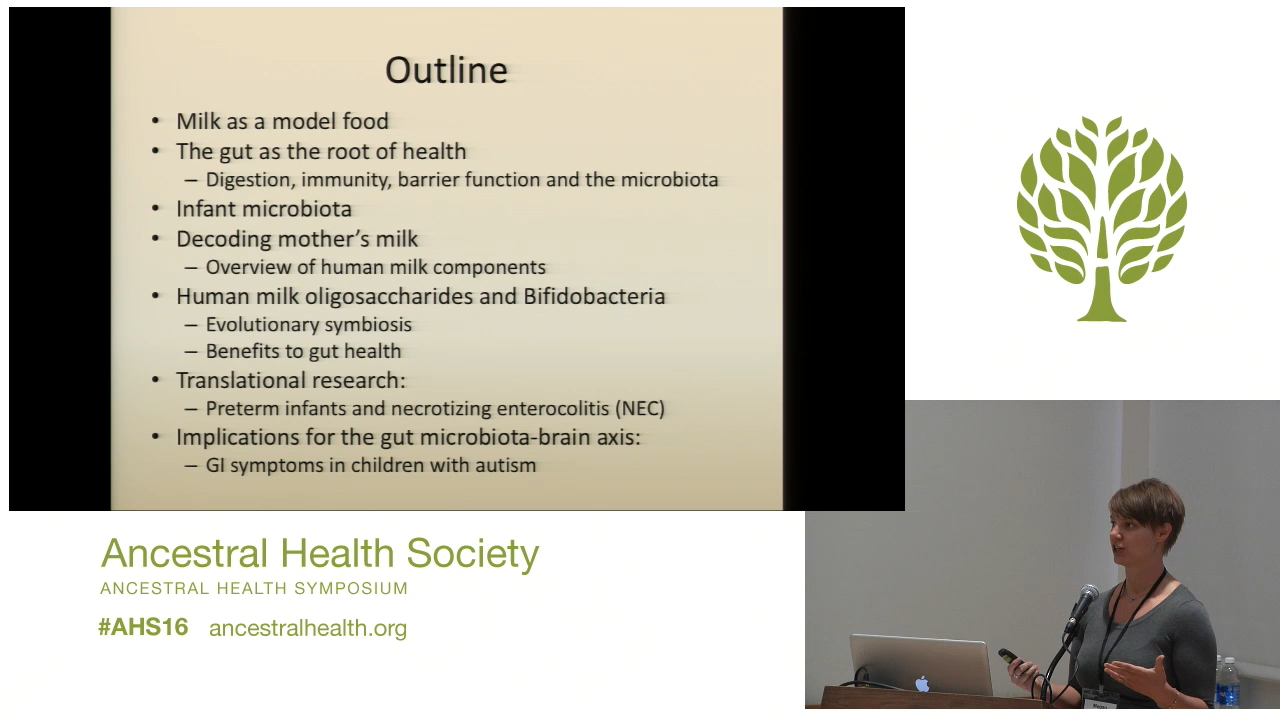 Outline
• Milk as a model food
• The gut as the root of health
– Digestion, immunity, barrier function and the microbiota
• Infant microbiota
• Decoding mother's milk
– Overview of human milk components
• Human milk oligosaccharides and Bifidobacteria
– Evolutionary symbiosis
– Benefits to gut health
• Translational research:
– Preterm infants and necrotizing enterocolitis (NEC)
• Implications for the gut microbiota-brain axis:
– GI symptoms in children with autism
Ancestral Health Society
ANCESTRAL HEALTH SYMPOSIUM
#AHS16 ancestralhealth.org
Megan